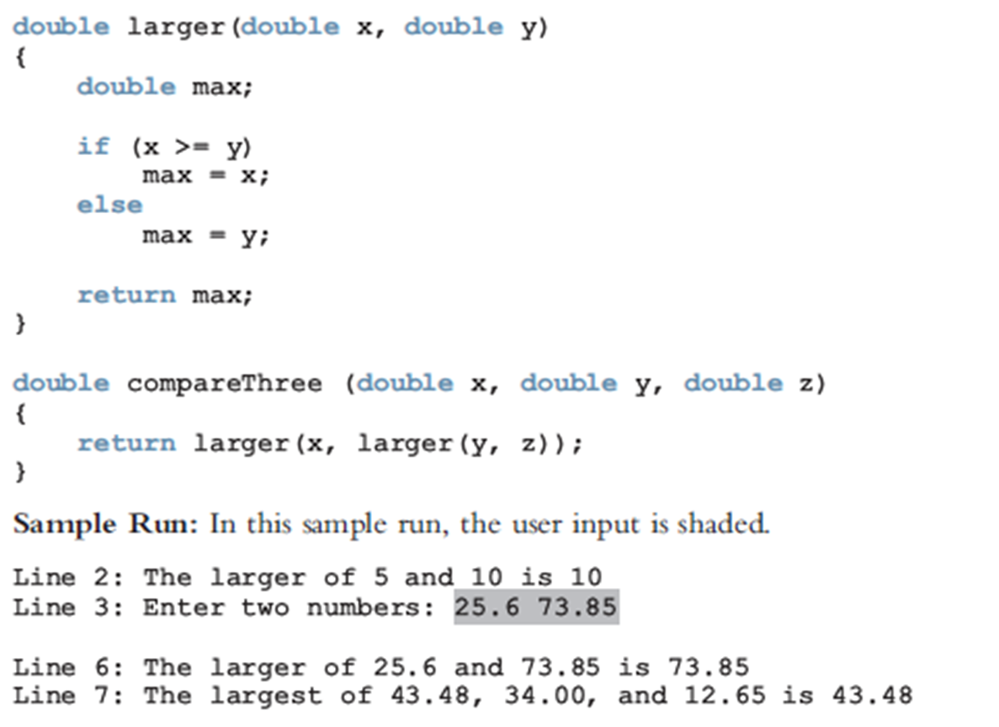 double larger(double x, double y)
{
    double max;

    if (x >= y)
        max = x;
    else
        max = y;

    return max;
}

double compareThree (double x, double y, double z)
{
    return larger(x, larger(y, z));
}
Sample Run: In this sample run, the user input is shaded.
Line 2: The larger of 5 and 10 is 10
Line 3: Enter two numbers: 25.6 73.85

Line 6: The larger of 25.6 and 73.85 is 73.85
Line 7: The largest of 43.48, 34.00, and 12.65 is 43.48